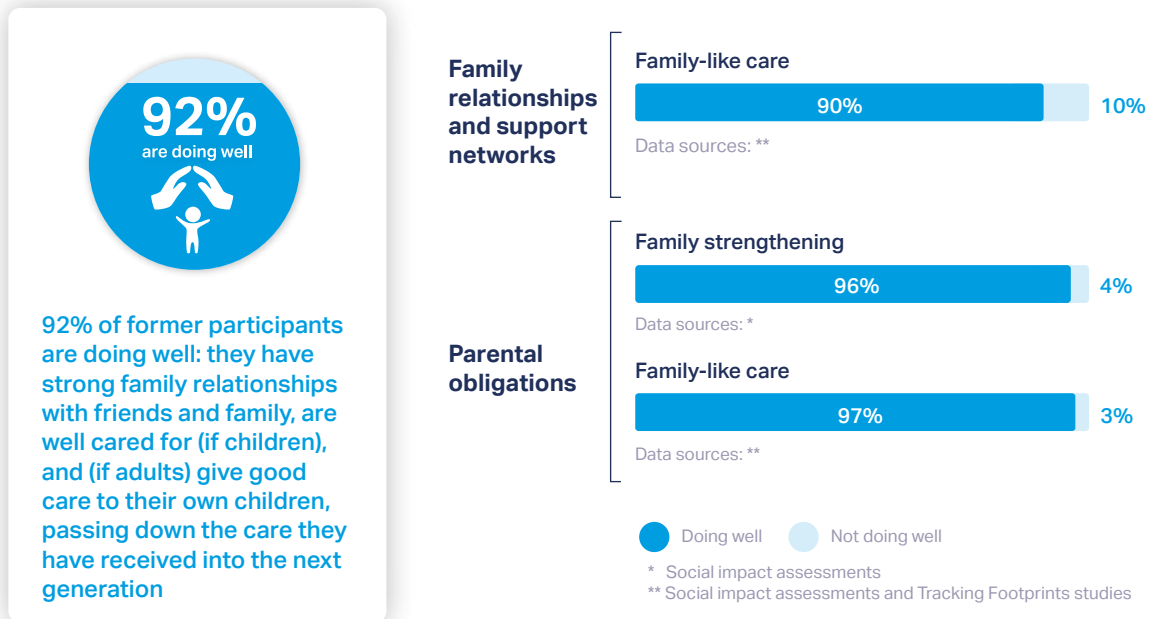 92%
are doing well
92% of former participants
are doing well: they have
strong family relationships
with friends and family, are
well cared for (if children),
and (if adults) give good
care to their own children,
passing down the care they
have received into the next
generation
Family
relationships
and support
networks
Family-like care
90%
10%
Data sources: **
Parental
obligations
Family strengthening
96%
4%
Data sources: *
Family-like care
97%
3%
Data sources: **
Doing well
Not doing well
* Social impact assessments
** Social impact assessments and Tracking Footprints studies